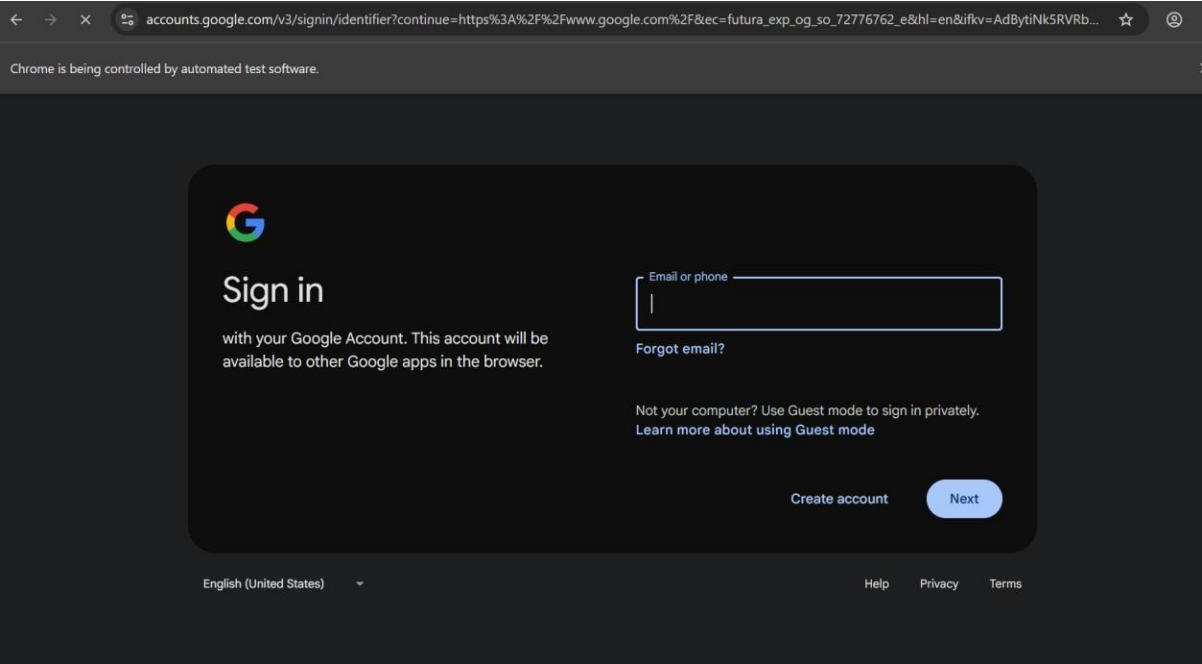 accounts.google.com/v3/signin/identifier?continue=https%3A%2F%2Fwww.google.com%2F&ec=futura_exp_og_so_72776762_e&hl=en&ifkv=AdBytiNk5RVRb...
Chrome is being controlled by automated test software.
Sign in
with your Google Account. This account will be
available to other Google apps in the browser.
Email or phone
Forgot email?
Not your computer? Use Guest mode to sign in privately.
Learn more about using Guest mode
Create account
Next
English (United States)
Help
Privacy
Terms